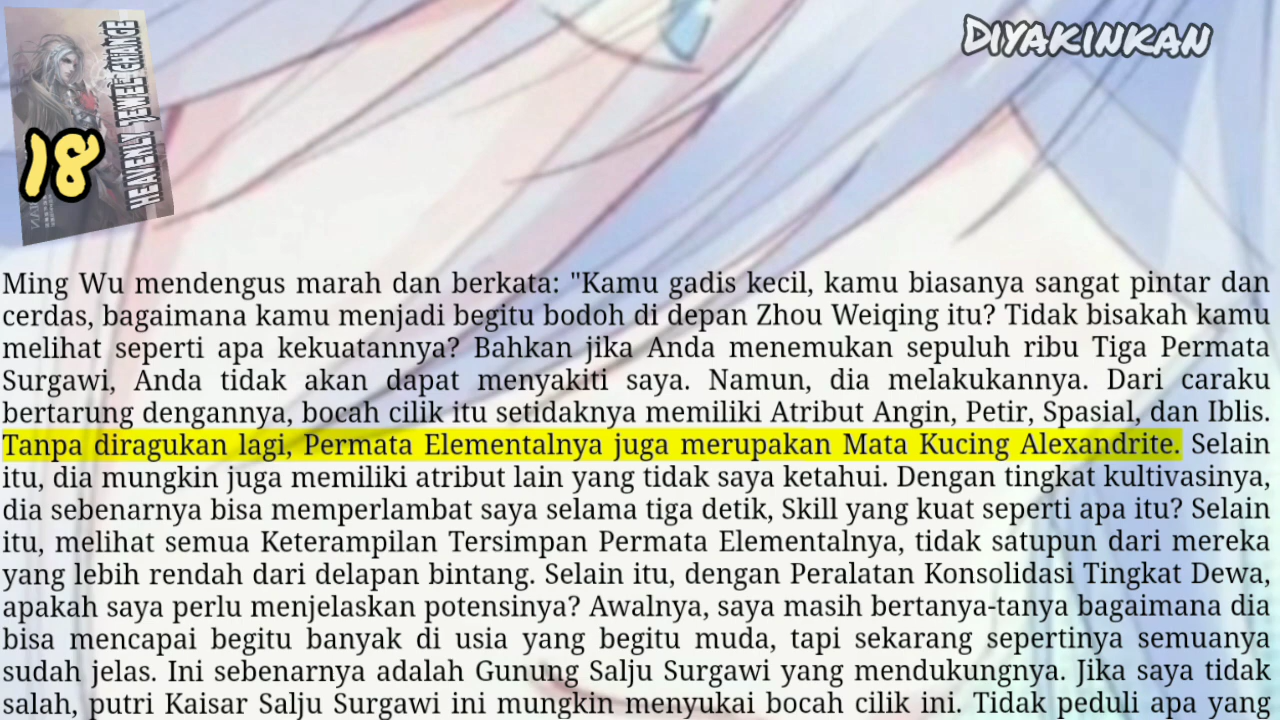 Diyakinkan
HEAVENLY JEWEL CHANGE
18
Ming Wu mendengus marah dan berkata: "Kamu gadis kecil, kamu biasanya sangat pintar dan
cerdas, bagaimana kamu menjadi begitu bodoh di depan Zhou Weiqing itu? Tidak bisakah kamu
melihat seperti apa kekuatannya? Bahkan jika Anda menemukan sepuluh ribu Tiga Permata
Surgawi, Anda tidak akan dapat menyakiti saya. Namun, dia melakukannya. Dari caraku
bertarung dengannya, bocah cilik itu setidaknya memiliki Atribut Angin, Petir, Spasial, dan Iblis.
Tanpa diragukan lagi, Permata Elementalnya juga merupakan Mata Kucing Alexandrite. Selain
itu, dia mungkin juga memiliki atribut lain yang tidak saya ketahui. Dengan tingkat kultivasinya,
dia sebenarnya bisa memperlambat saya selama tiga detik, Skill yang kuat seperti apa itu? Selain
itu, melihat semua Keterampilan Tersimpan Permata Elementalnya, tidak satupun dari mereka
yang lebih rendah dari delapan bintang. Selain itu, dengan Peralatan Konsolidasi Tingkat Dewa,
apakah saya perlu menjelaskan potensinya? Awalnya, saya masih bertanya-tanya bagaimana dia
bisa mencapai begitu banyak di usia yang begitu muda, tapi sekarang sepertinya semuanya
sudah jelas. Ini sebenarnya adalah Gunung Salju Surgawi yang mendukungnya. Jika saya tidak
salah, putri Kaisar Salju Surgawi ini mungkin menyukai bocah cilik ini. Tidak peduli apa yang